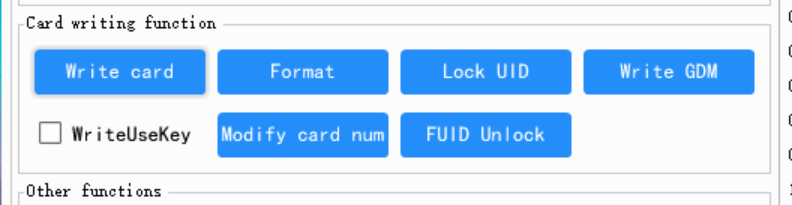 Card writing function
Write card Format Lock UID Write GDM
WriteUseKey Modify card num FUID Unlock
Other functions